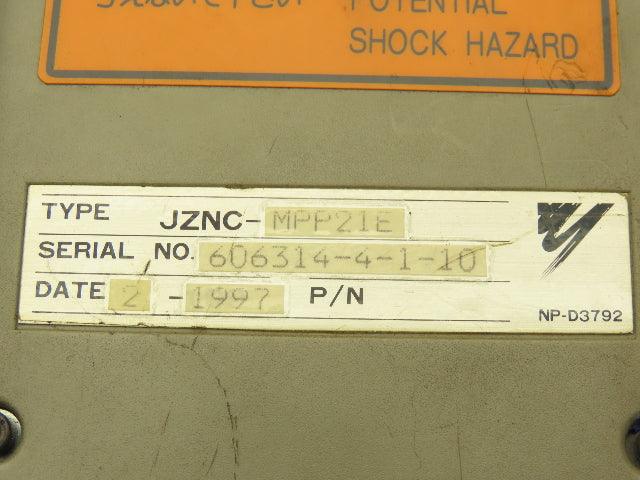 POTENTIAL
SHOCK HAZARD
TYPE JZNC-MPP21E
SERIAL NO. 606314-4-1-10
DATE 2 -1997 P/N
NP-D3792